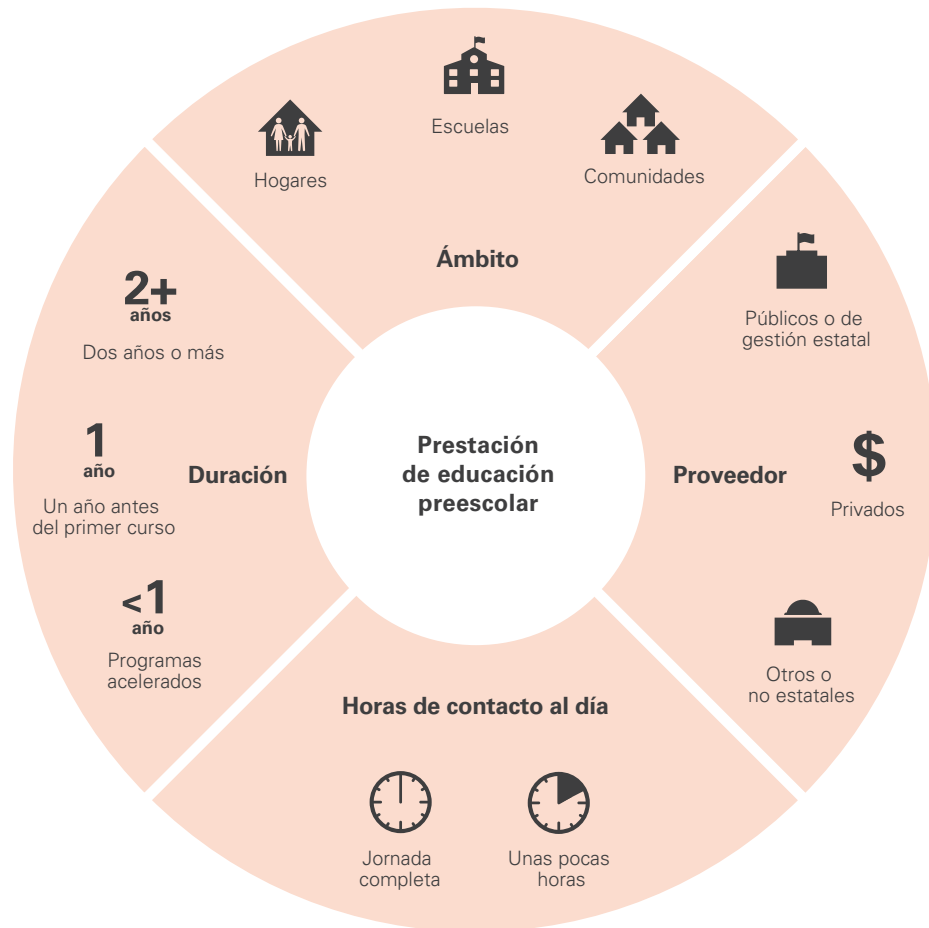 Escuelas
Hogares
Comunidades
Ámbito
2+
años
Dos años o más
1
año
Un año antes
del primer curso
Duración
<1
año
Programas
acelerados
Prestación
de educación
preescolar
Proveedor
Públicos o de
gestión estatal
$
Privados
Otros o
no estatales
Horas de contacto al día
Jornada
completa
Unas pocas
horas